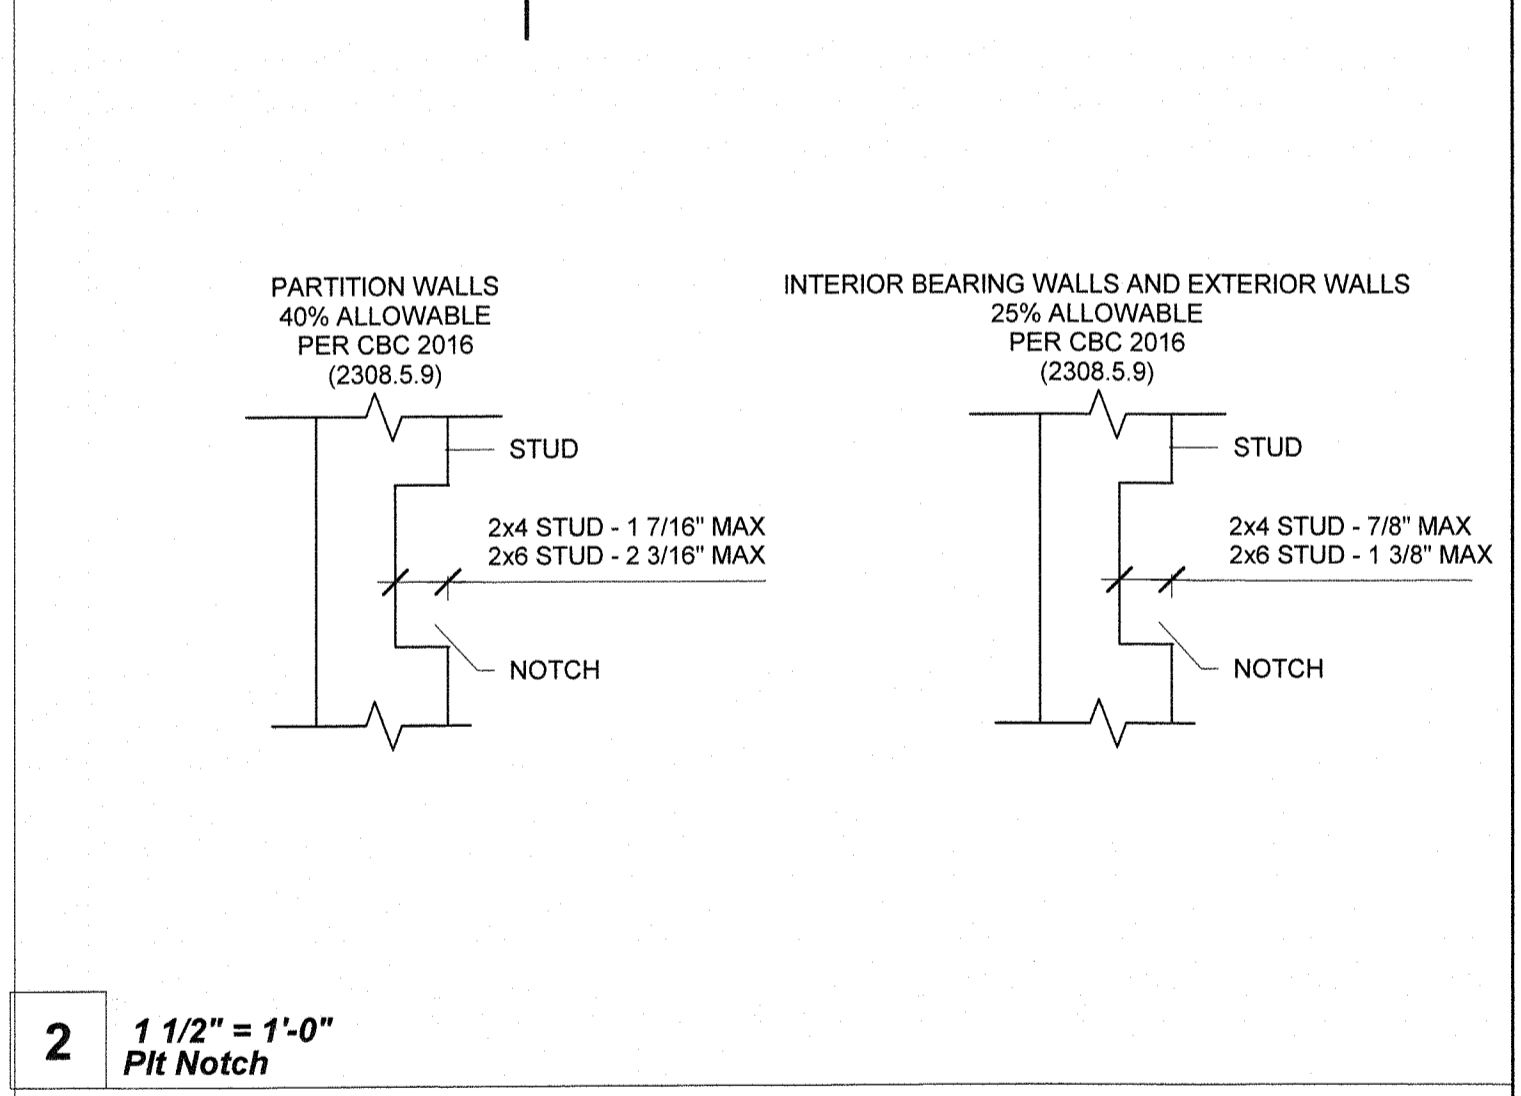 PARTITION WALLS
40% ALLOWABLE
PER CBC 2016
(2308.5.9)
STUD
2x4 STUD - 1 7/16" MAX
2x6 STUD - 2 3/16" MAX
NOTCH
INTERIOR BEARING WALLS AND EXTERIOR WALLS
25% ALLOWABLE
PER CBC 2016
(2308.5.9)
STUD
2x4 STUD - 7/8" MAX
2x6 STUD - 1 3/8" MAX
NOTCH
2
1 1/2" = 1'-0"
Plt Notch